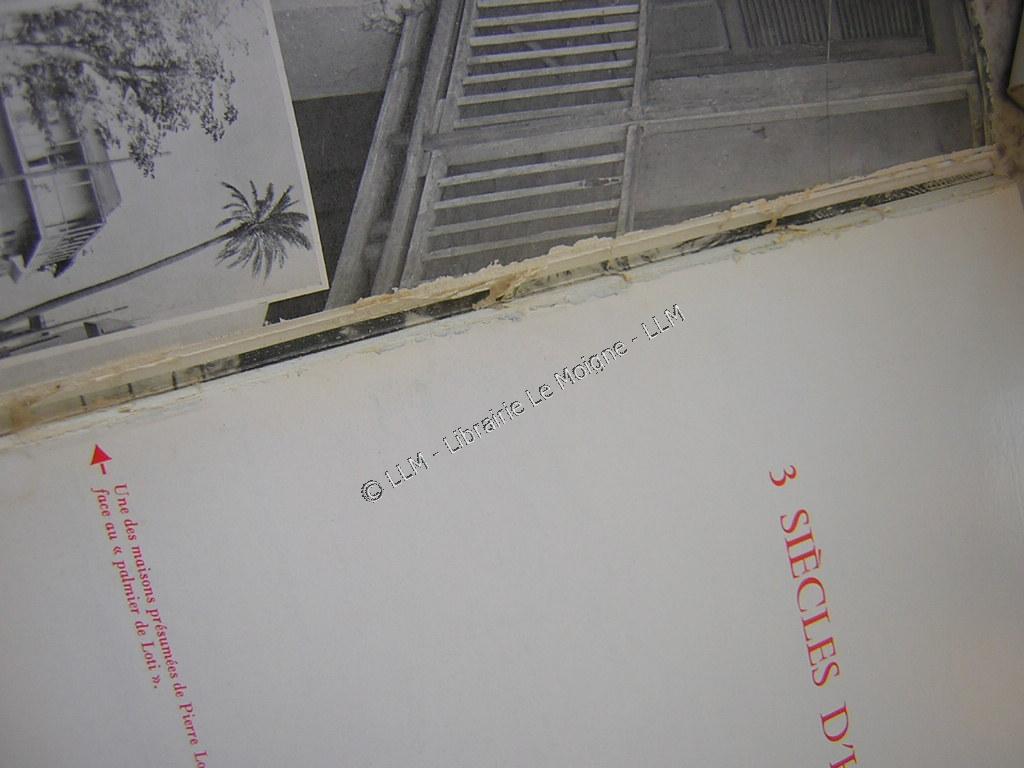 3 SIÈCLES D'
Une des maisons présumées de Pierre Lo
face au « palmier de Loti ».
© LLM - Librairie Le Moigne - LLM